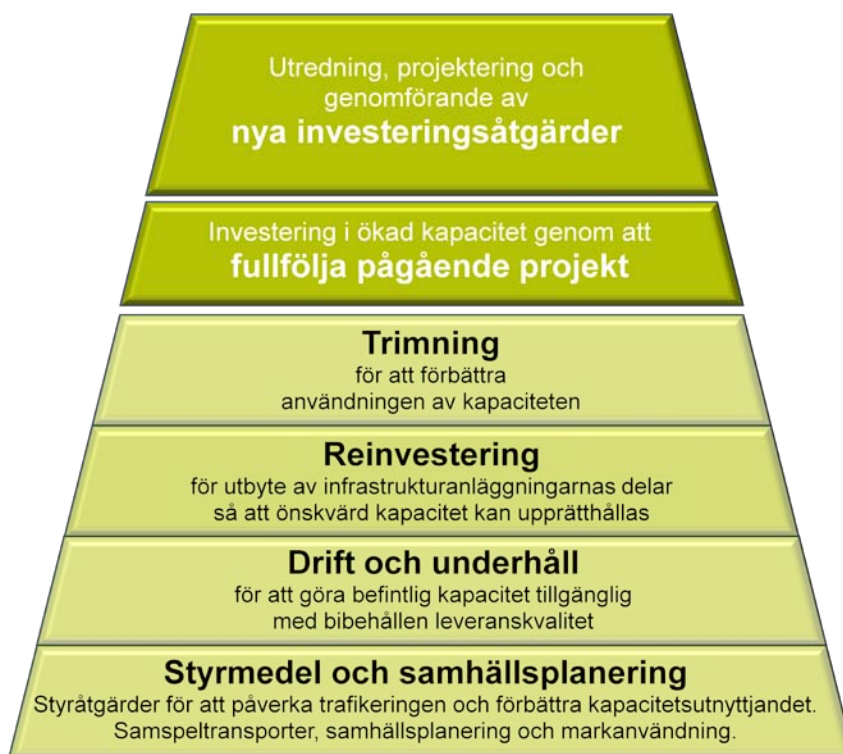 Utredning, projektering och
genomförande av
nya investeringsåtgärder
Investering i ökad kapacitet genom att
fullfölja pågående projekt
Trimning
för att förbättra
användningen av kapaciteten
Reinvestering
för utbyte av infrastrukturanläggningarnas delar
så att önskvärd kapacitet kan upprätthållas
Drift och underhåll
för att göra befintlig kapacitet tillgänglig
med bibehållen leveranskvalitet
Styrmedel och samhällsplanering
Styråtgärder för att påverka trafikeringen och förbättra kapacitetsutnyttjandet.
Samspeltransporter, samhällsplanering och markanvändning.